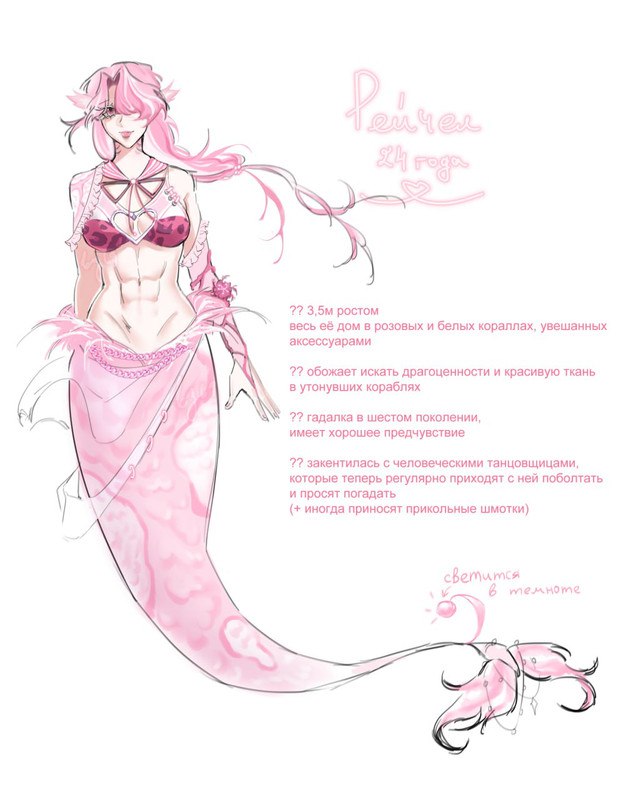 Рейчел
24 года
?? 3,5м ростом
весь её дом в розовых и белых кораллах, увешанных
аксессуарами
?? обожает искать драгоценности и красивую ткань
в утонувших кораблях
?? гадалка в шестом поколении,
имеет хорошее предчувствие
?? закентилась с человеческими танцовщицами,
которые теперь регулярно приходят с ней поболтать
и просят погадать
(+ иногда приносят прикольные шмотки)
светится
в темноте